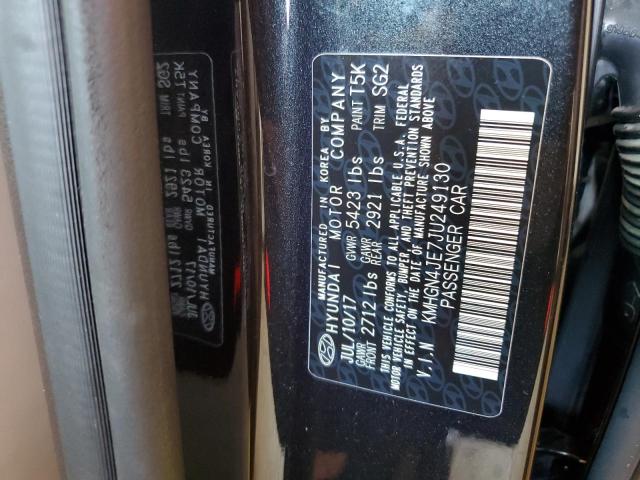 MANUFACTURED IN KOREA BY
HYUNDAI MOTOR COMPANY
JUL/10/17 GVWR 5423 lbs PAINT T5K
GAWR FRONT 2712 lbs GAWR REAR 2921 lbs TRIM SG2
THIS VEHICLE CONFORMS TO ALL APPLICABLE U.S.A. FEDERAL
MOTOR VEHICLE SAFETY, BUMPER, AND THEFT PREVENTION STANDARDS
IN EFFECT ON THE DATE OF MANUFACTURE SHOWN ABOVE
V.I.N KMHGN4JE7JU249130
PASSENGER CAR